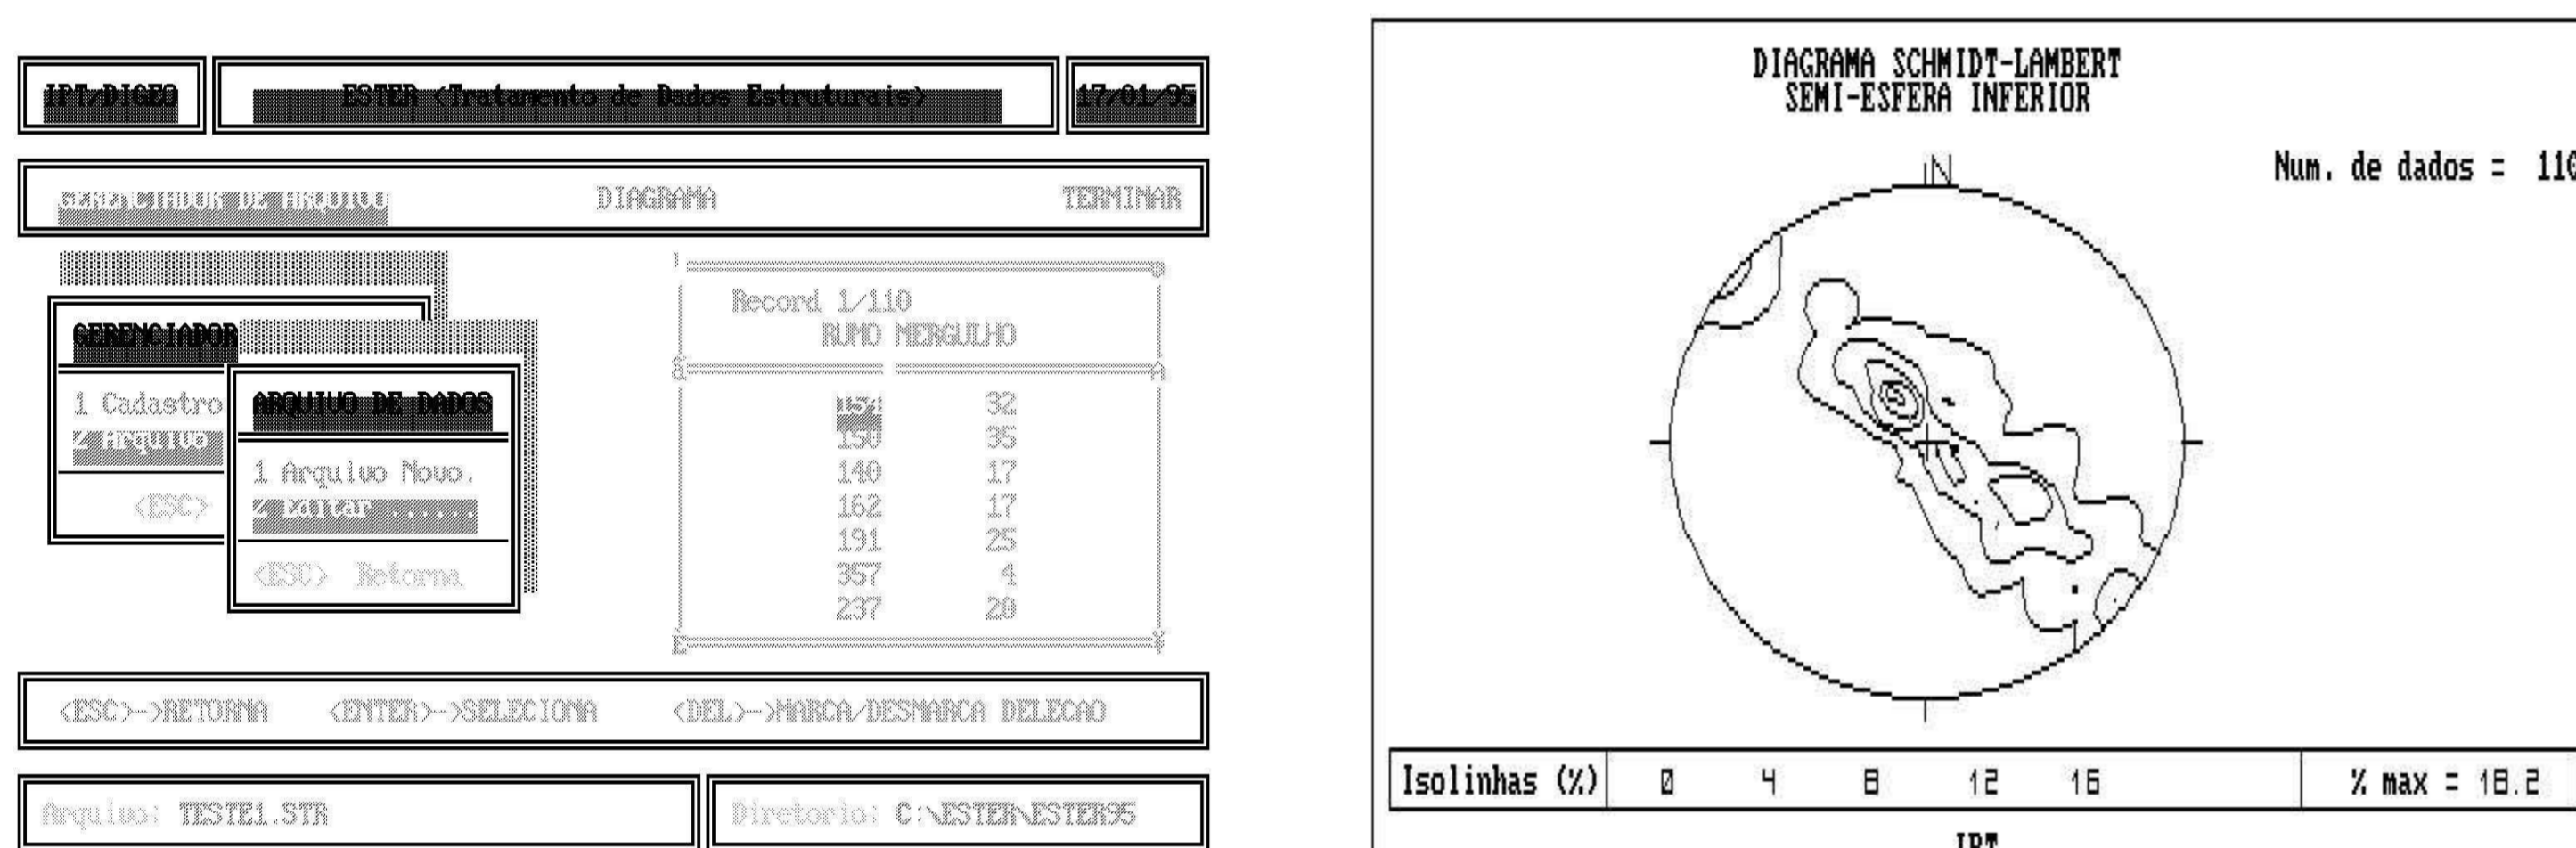 IPT/DIGEO ESTER <Tratamento de Dados Estruturais> 17/01/95
GERENCIADOR DE ARQUIVO DIAGRAMA TERMINAR
GERENCIADOR
1 Cadastro
2 Arquivo
<ESC>
ARQUIVO DE DADOS
1 Arquivo Novo.
2 Editar ......
<ESC> Retorna
Record 1/110
RUMO MERGULHO
154 32
150 35
140 17
162 17
191 25
357 4
237 20
<ESC>->RETORNA <ENTER>->SELECIONA <DEL>->MARCA/DESMARCA DELECAO
Arquivo: TESTE1.STR Diretorio: C:\ESTER\ESTER95
DIAGRAMA SCHMIDT-LAMBERT
SEMI-ESFERA INFERIOR
N
Num. de dados = 110
Isolinhas (%) 0 4 8 12 16 % max = 18.2
IPT